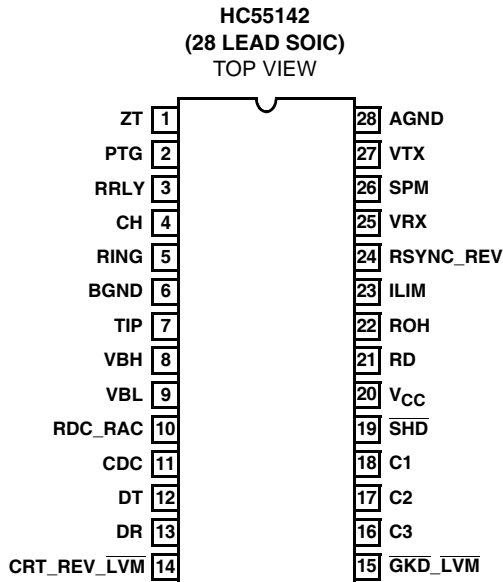 HC55142
(28 LEAD SOIC)
TOP VIEW
ZT 1 28 AGND
PTG 2 27 VTX
RRLY 3 26 SPM
CH 4 25 VRX
RING 5 24 RSYNC_REV
BGND 6 23 ILIM
TIP 7 22 ROH
VBH 8 21 RD
VBL 9 20 VCC
RDC_RAC 10 19 SHD
CDC 11 18 C1
DT 12 17 C2
DR 13 16 C3
CRT_REV_LVM 14 15 GKD_LVM